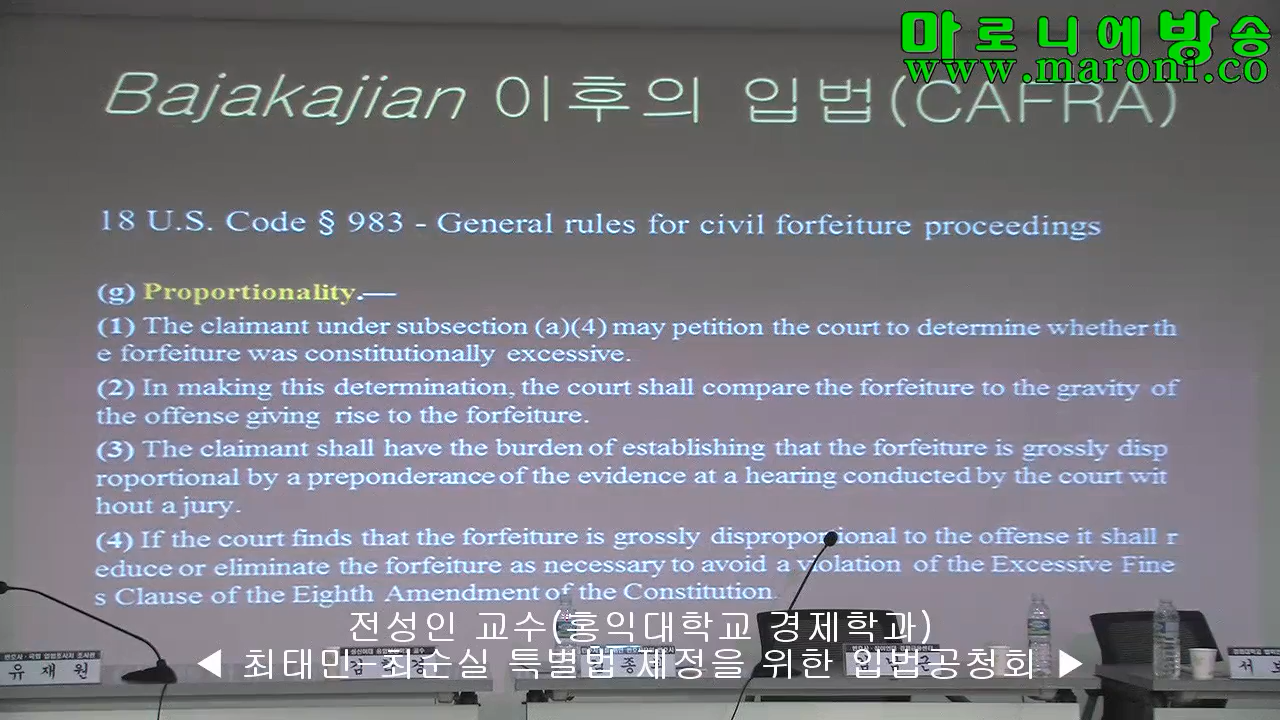 마로니에방송
www.maroni.co
Bajakajian 이후의 입법(CAFRA)
18 U.S. Code § 983 - General rules for civil forfeiture proceedings
(g) Proportionality.—
(1) The claimant under subsection (a)(4) may petition the court to determine whether th
e forfeiture was constitutionally excessive.
(2) In making this determination, the court shall compare the forfeiture to the gravity of
the offense giving rise to the forfeiture.
(3) The claimant shall have the burden of establishing that the forfeiture is grossly disp
roportional by a preponderance of the evidence at a hearing conducted by the court wit
hout a jury.
(4) If the court finds that the forfeiture is grossly disproportional to the offense it shall r
educe or eliminate the forfeiture as necessary to avoid a violation of the Excessive Fine
s Clause of the Eighth Amendment of the Constitution.
전성인 교수(홍익대학교 경제학과)
◀ 최태민-최순실 특별법 제정을 위한 입법공청회 ▶
유재원
김
종
서